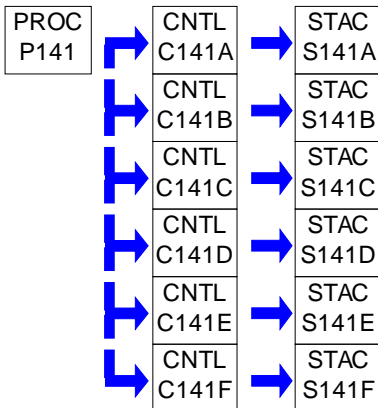 PROC
P141
CNTL
C141A
STAC
S141A
CNTL
C141B
STAC
S141B
CNTL
C141C
STAC
S141C
CNTL
C141D
STAC
S141D
CNTL
C141E
STAC
S141E
CNTL
C141F
STAC
S141F